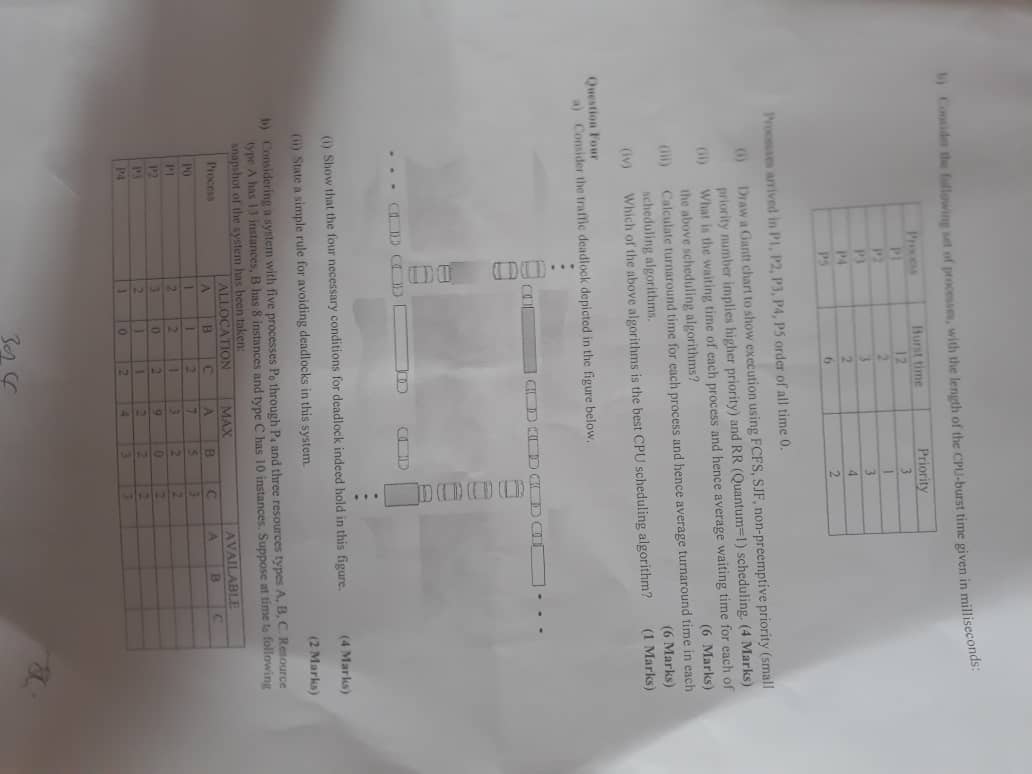 b) Consider the following set of processes, with the length of the CPU-burst time given in milliseconds:
Process Burst time Priority
P1 12 3
P2 2 1
P3 3 3
P4 2 4
P5 6 2
Processes arrived in P1, P2, P3, P4, P5 order of all time 0.
(i) Draw a Gantt chart to show execution using FCFS, SJF, non-preemptive priority (small
priority number implies higher priority) and RR (Quantum=1) scheduling. (4 Marks)
(ii) What is the waiting time of each process and hence average waiting time for each of
the above scheduling algorithms? (6 Marks)
(iii) Calculate turnaround time for each process and hence average turnaround time in each
scheduling algorithms. (6 Marks)
(iv) Which of the above algorithms is the best CPU scheduling algorithm? (1 Marks)
Question Four
a) Consider the traffic deadlock depicted in the figure below.
(i) Show that the four necessary conditions for deadlock indeed hold in this figure. (4 Marks)
(ii) State a simple rule for avoiding deadlocks in this system. (2 Marks)
b) Considering a system with five processes P0 through P4 and three resources types A, B, C. Resource
type A has 13 instances, B has 8 instances and type C has 10 instances. Suppose at time t0 following
snapshot of the system has been taken:
Process ALLOCATION MAX AVAILABLE
A B C A B C A B C
P0 1 1 2 7 5 3
P1 2 2 1 3 2 2
P2 3 0 2 9 0 2
P3 2 1 1 2 2 2
P4 0 2 4 3 3
3 of 4